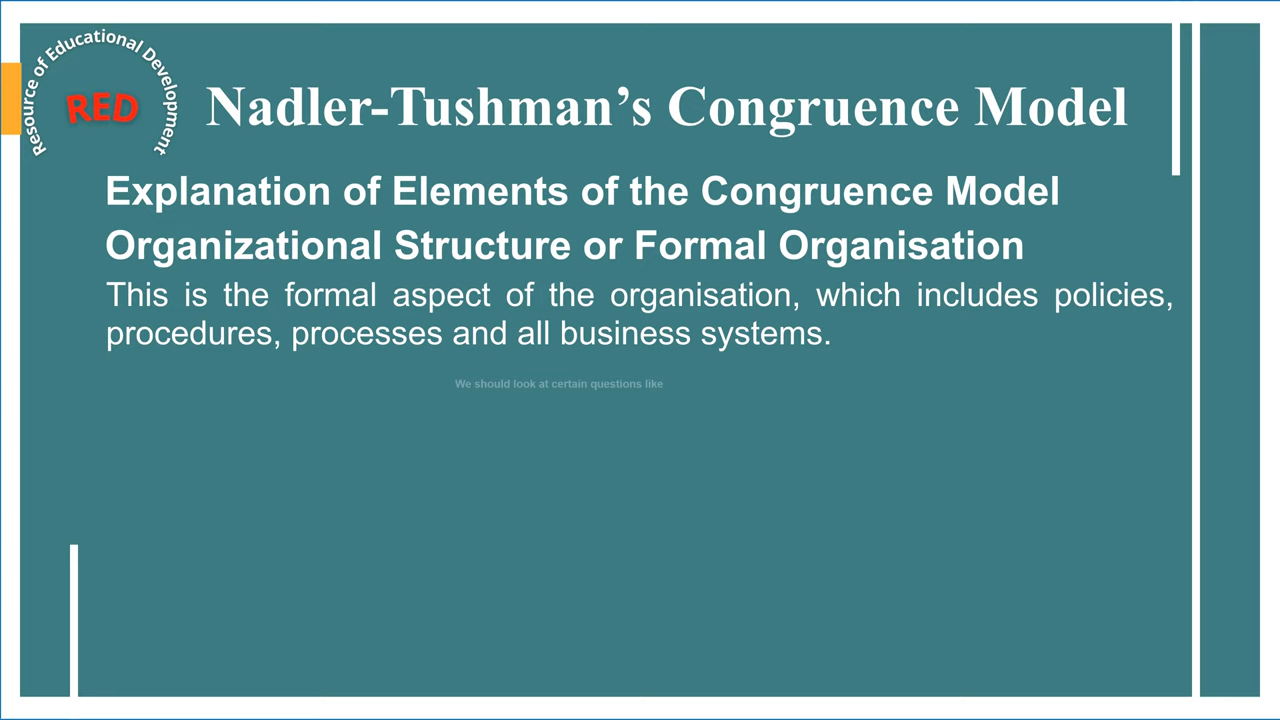 Resource of Educational Development
RED
Nadler-Tushman’s Congruence Model
Explanation of Elements of the Congruence Model
Organizational Structure or Formal Organisation
This is the formal aspect of the organisation, which includes policies,
procedures, processes and all business systems.
We should look at certain questions like